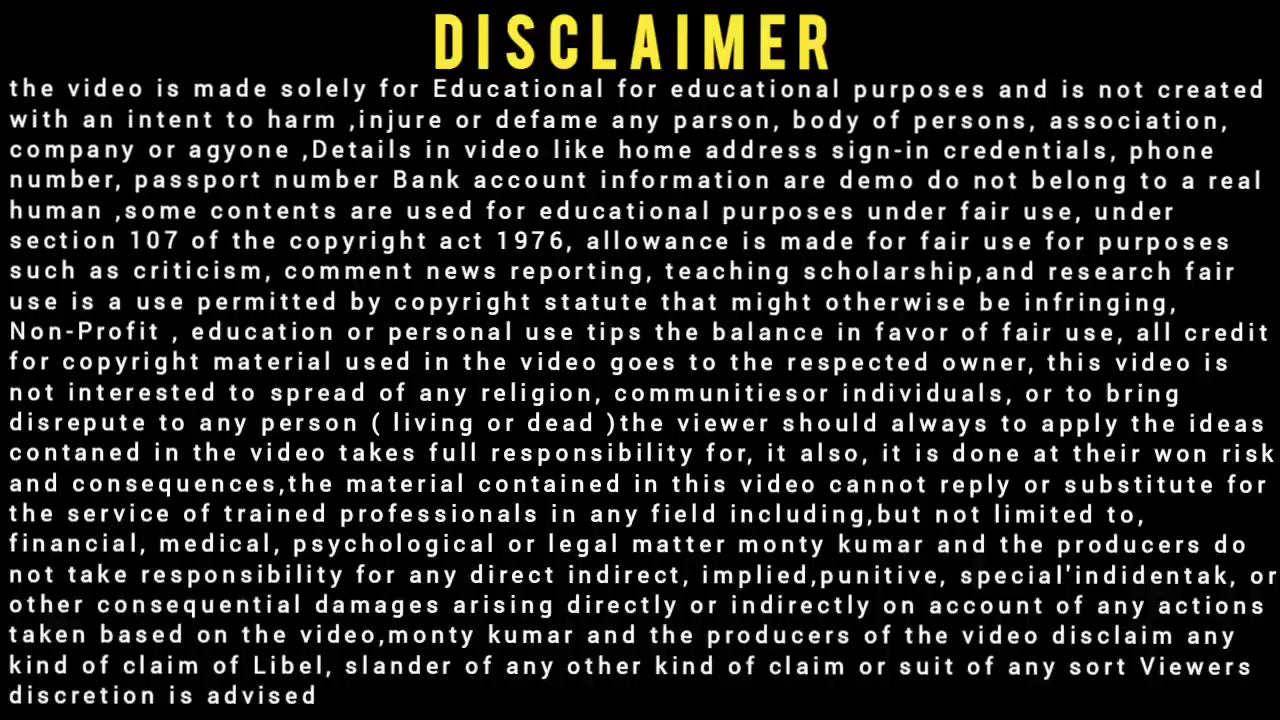 DISCLAIMER
the video is made solely for Educational for educational purposes and is not created
with an intent to harm ,injure or defame any parson, body of persons, association,
company or agyone ,Details in video like home address sign-in credentials, phone
number, passport number Bank account information are demo do not belong to a real
human ,some contents are used for educational purposes under fair use, under
section 107 of the copyright act 1976, allowance is made for fair use for purposes
such as criticism, comment news reporting, teaching scholarship,and research fair
use is a use permitted by copyright statute that might otherwise be infringing,
Non-Profit , education or personal use tips the balance in favor of fair use, all credit
for copyright material used in the video goes to the respected owner, this video is
not interested to spread of any religion, communitiesor individuals, or to bring
disrepute to any person ( living or dead )the viewer should always to apply the ideas
contaned in the video takes full responsibility for, it also, it is done at their won risk
and consequences,the material contained in this video cannot reply or substitute for
the service of trained professionals in any field including,but not limited to,
financial, medical, psychological or legal matter monty kumar and the producers do
not take responsibility for any direct indirect, implied,punitive, special'indidentak, or
other consequential damages arising directly or indirectly on account of any actions
taken based on the video,monty kumar and the producers of the video disclaim any
kind of claim of Libel, slander of any other kind of claim or suit of any sort Viewers
discretion is advised